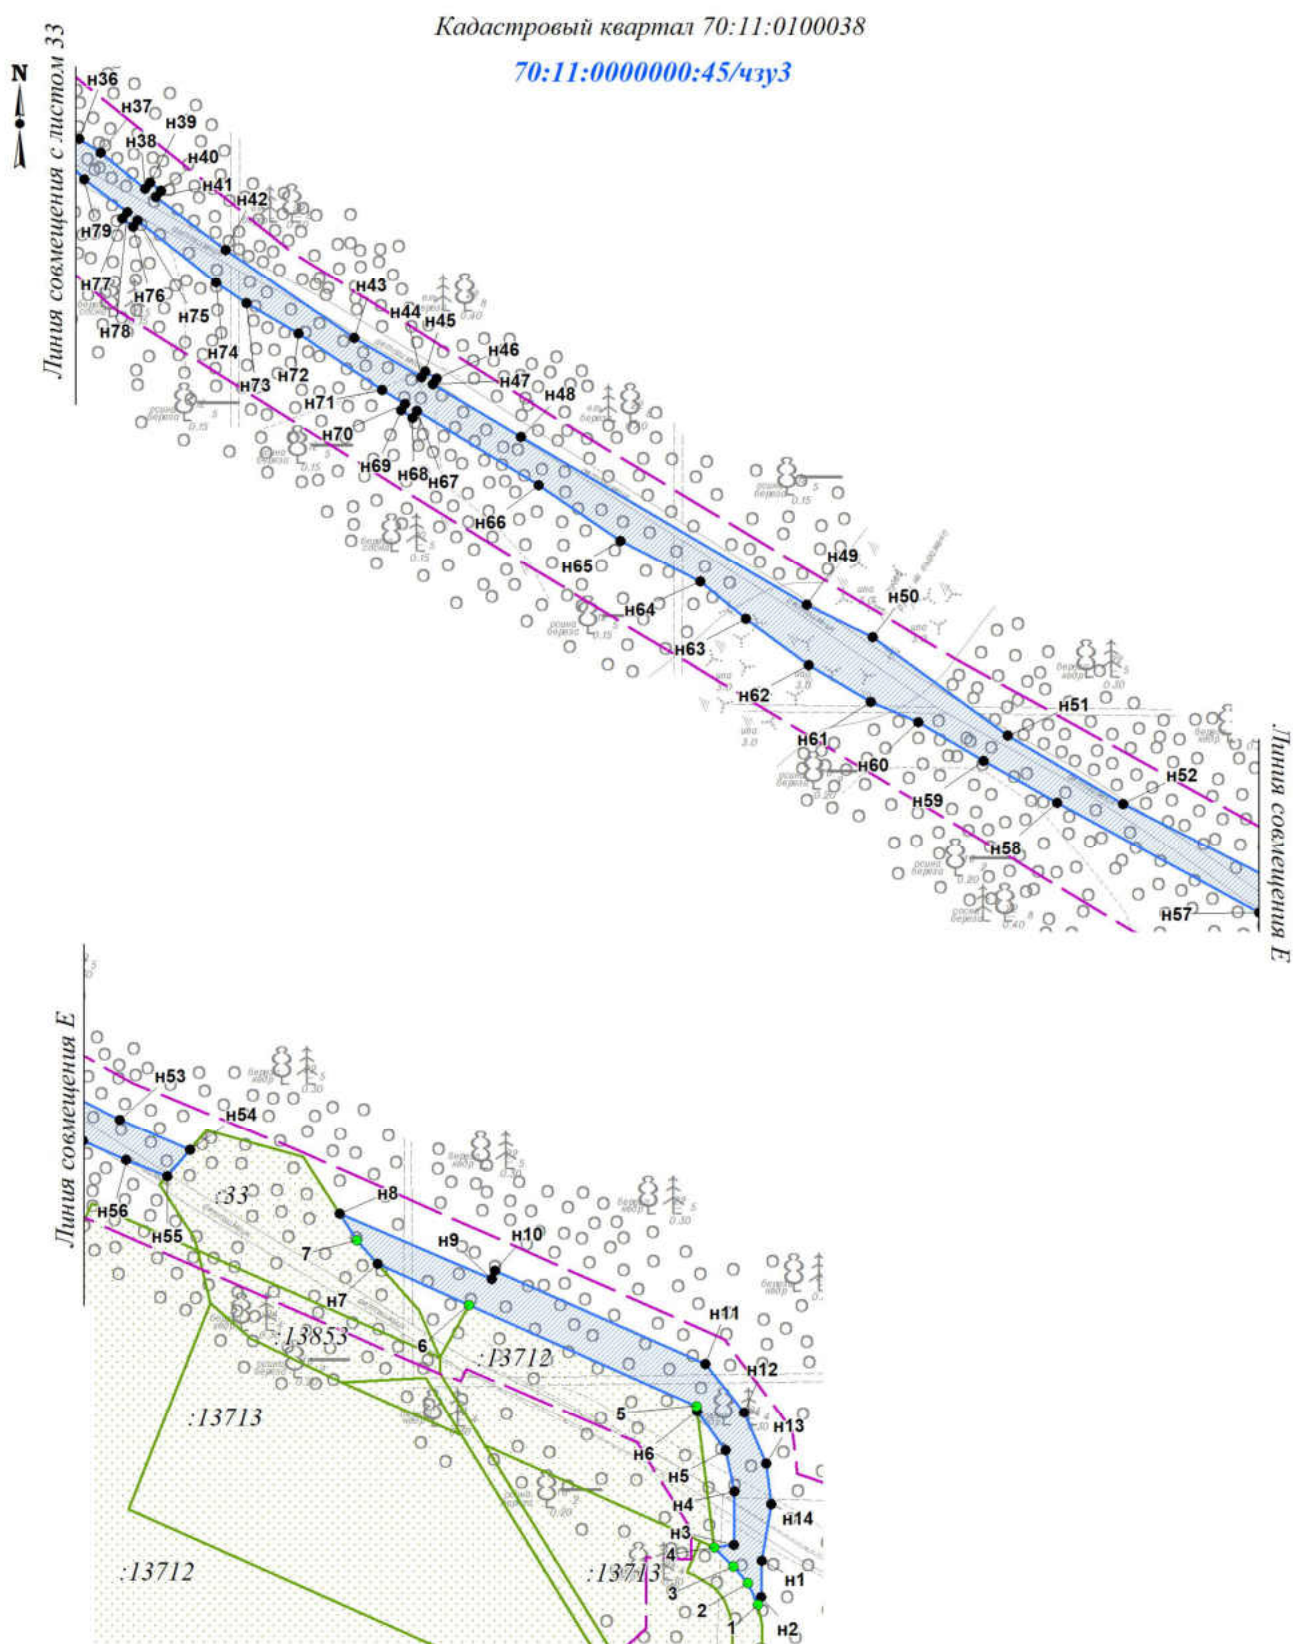 Кадастровый квартал 70:11:0100038
70:11:0000000:45/чзу3
Линия совмещения с листом 33
N
н36
н37
н38
н39
н40
н41
н42
н43
н44
н45
н46
н47
н48
н49
н50
н51
н52
н57
н58
н59
н60
н61
н62
н63
н64
н65
н66
н67
н68
н69
н70
н71
н72
н73
н74
н75
н76
н77
н78
н79
Линия совмещения Е
Линия совмещения Е
н53
н54
н55
н56
:33
н8
7
н7
н9
н10
6
н11
н12
н13
н14
5
н6
н5
н4
н3
4
3
2
1
н1
н2
:13853
:13712
:13713
:13712
:13713